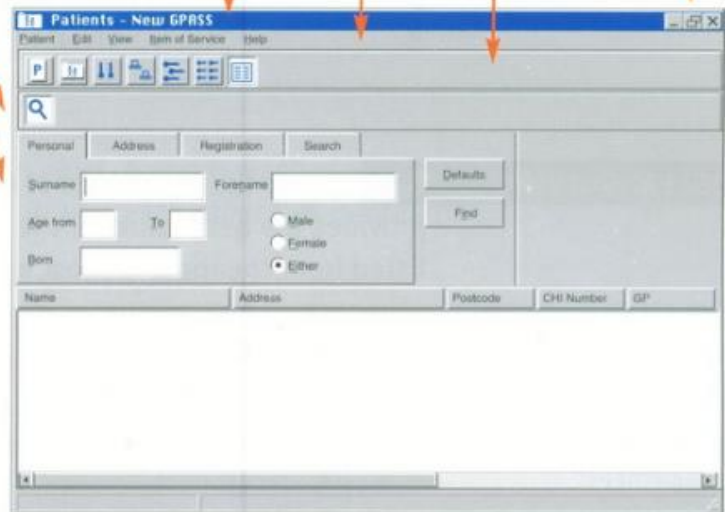 Patients - New GPASS
Patient Edit View Item of Service Help
P
Personal Address Registration Search
Surname Forename Defaults
Age from To Male Find
Female
Born Either
Name Address Postcode CHI Number GP